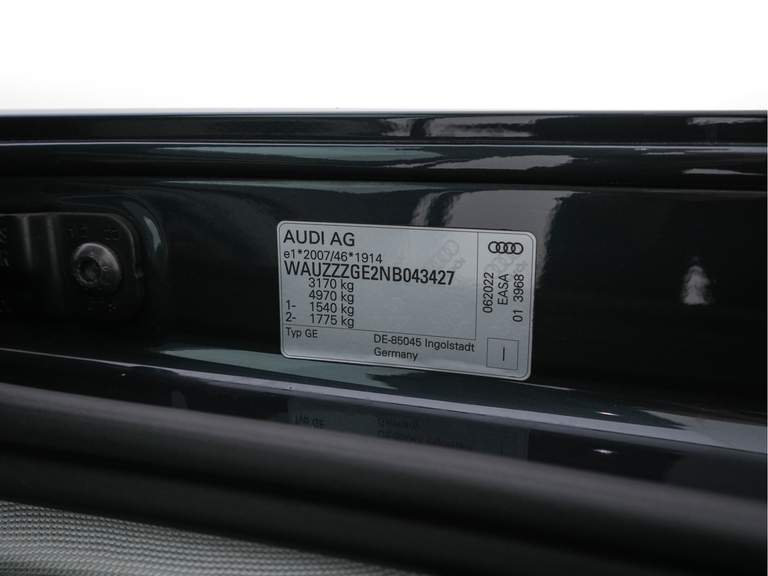 AUDI AG
e1*2007/46*1914
WAUZZZGE2NB043427
3170 kg
4970 kg
1- 1540 kg
2- 1775 kg
Typ GE
DE-85045 Ingolstadt
Germany
062022
EASA
01 3968
I